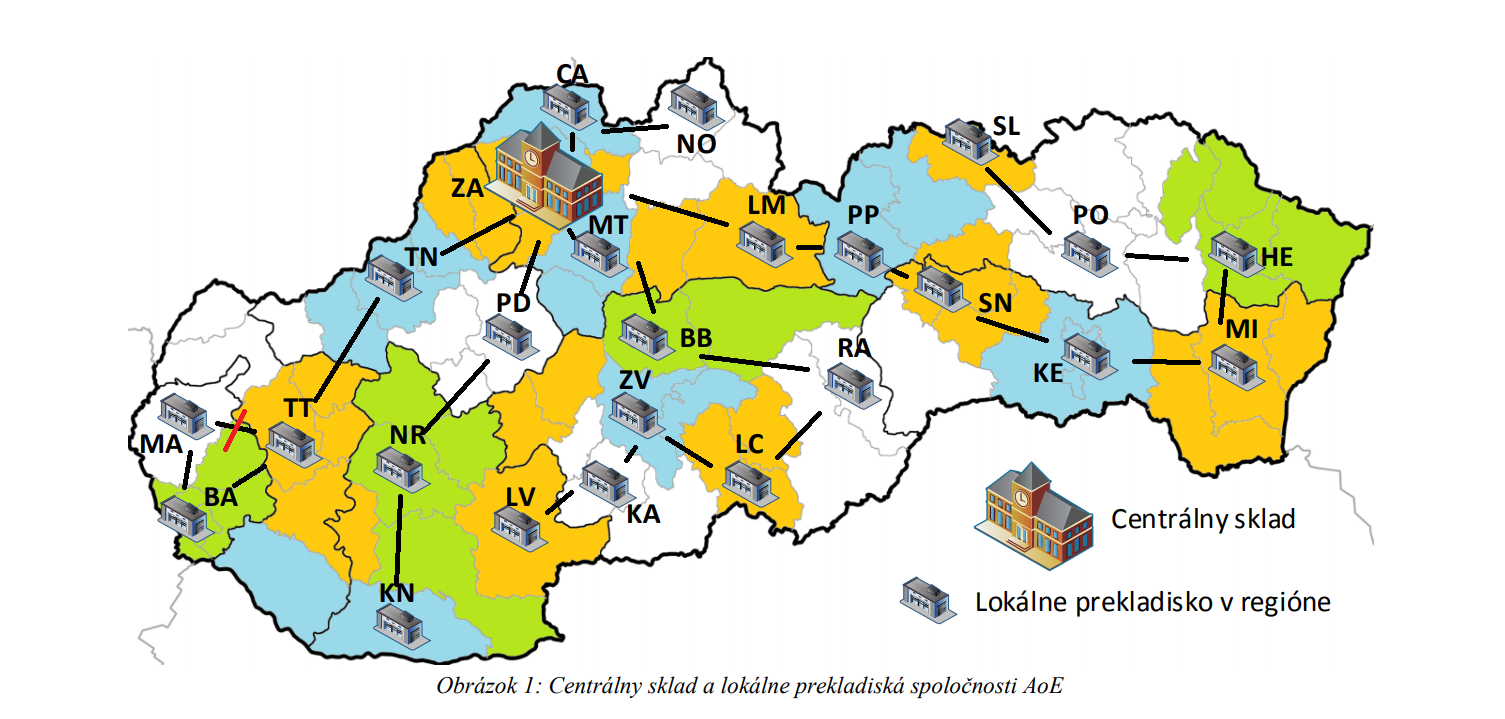 CA
NO
SL
ZA
LM
PP
PO
MT
TN
HE
PD
SN
BB
MI
RA
KE
ZV
TT
NR
MA
LC
BA
LV
KA
Centrálny sklad
KN
Lokálne prekladisko v regióne
Obrázok 1: Centrálny sklad a lokálne prekladiská spoločnosti AoE